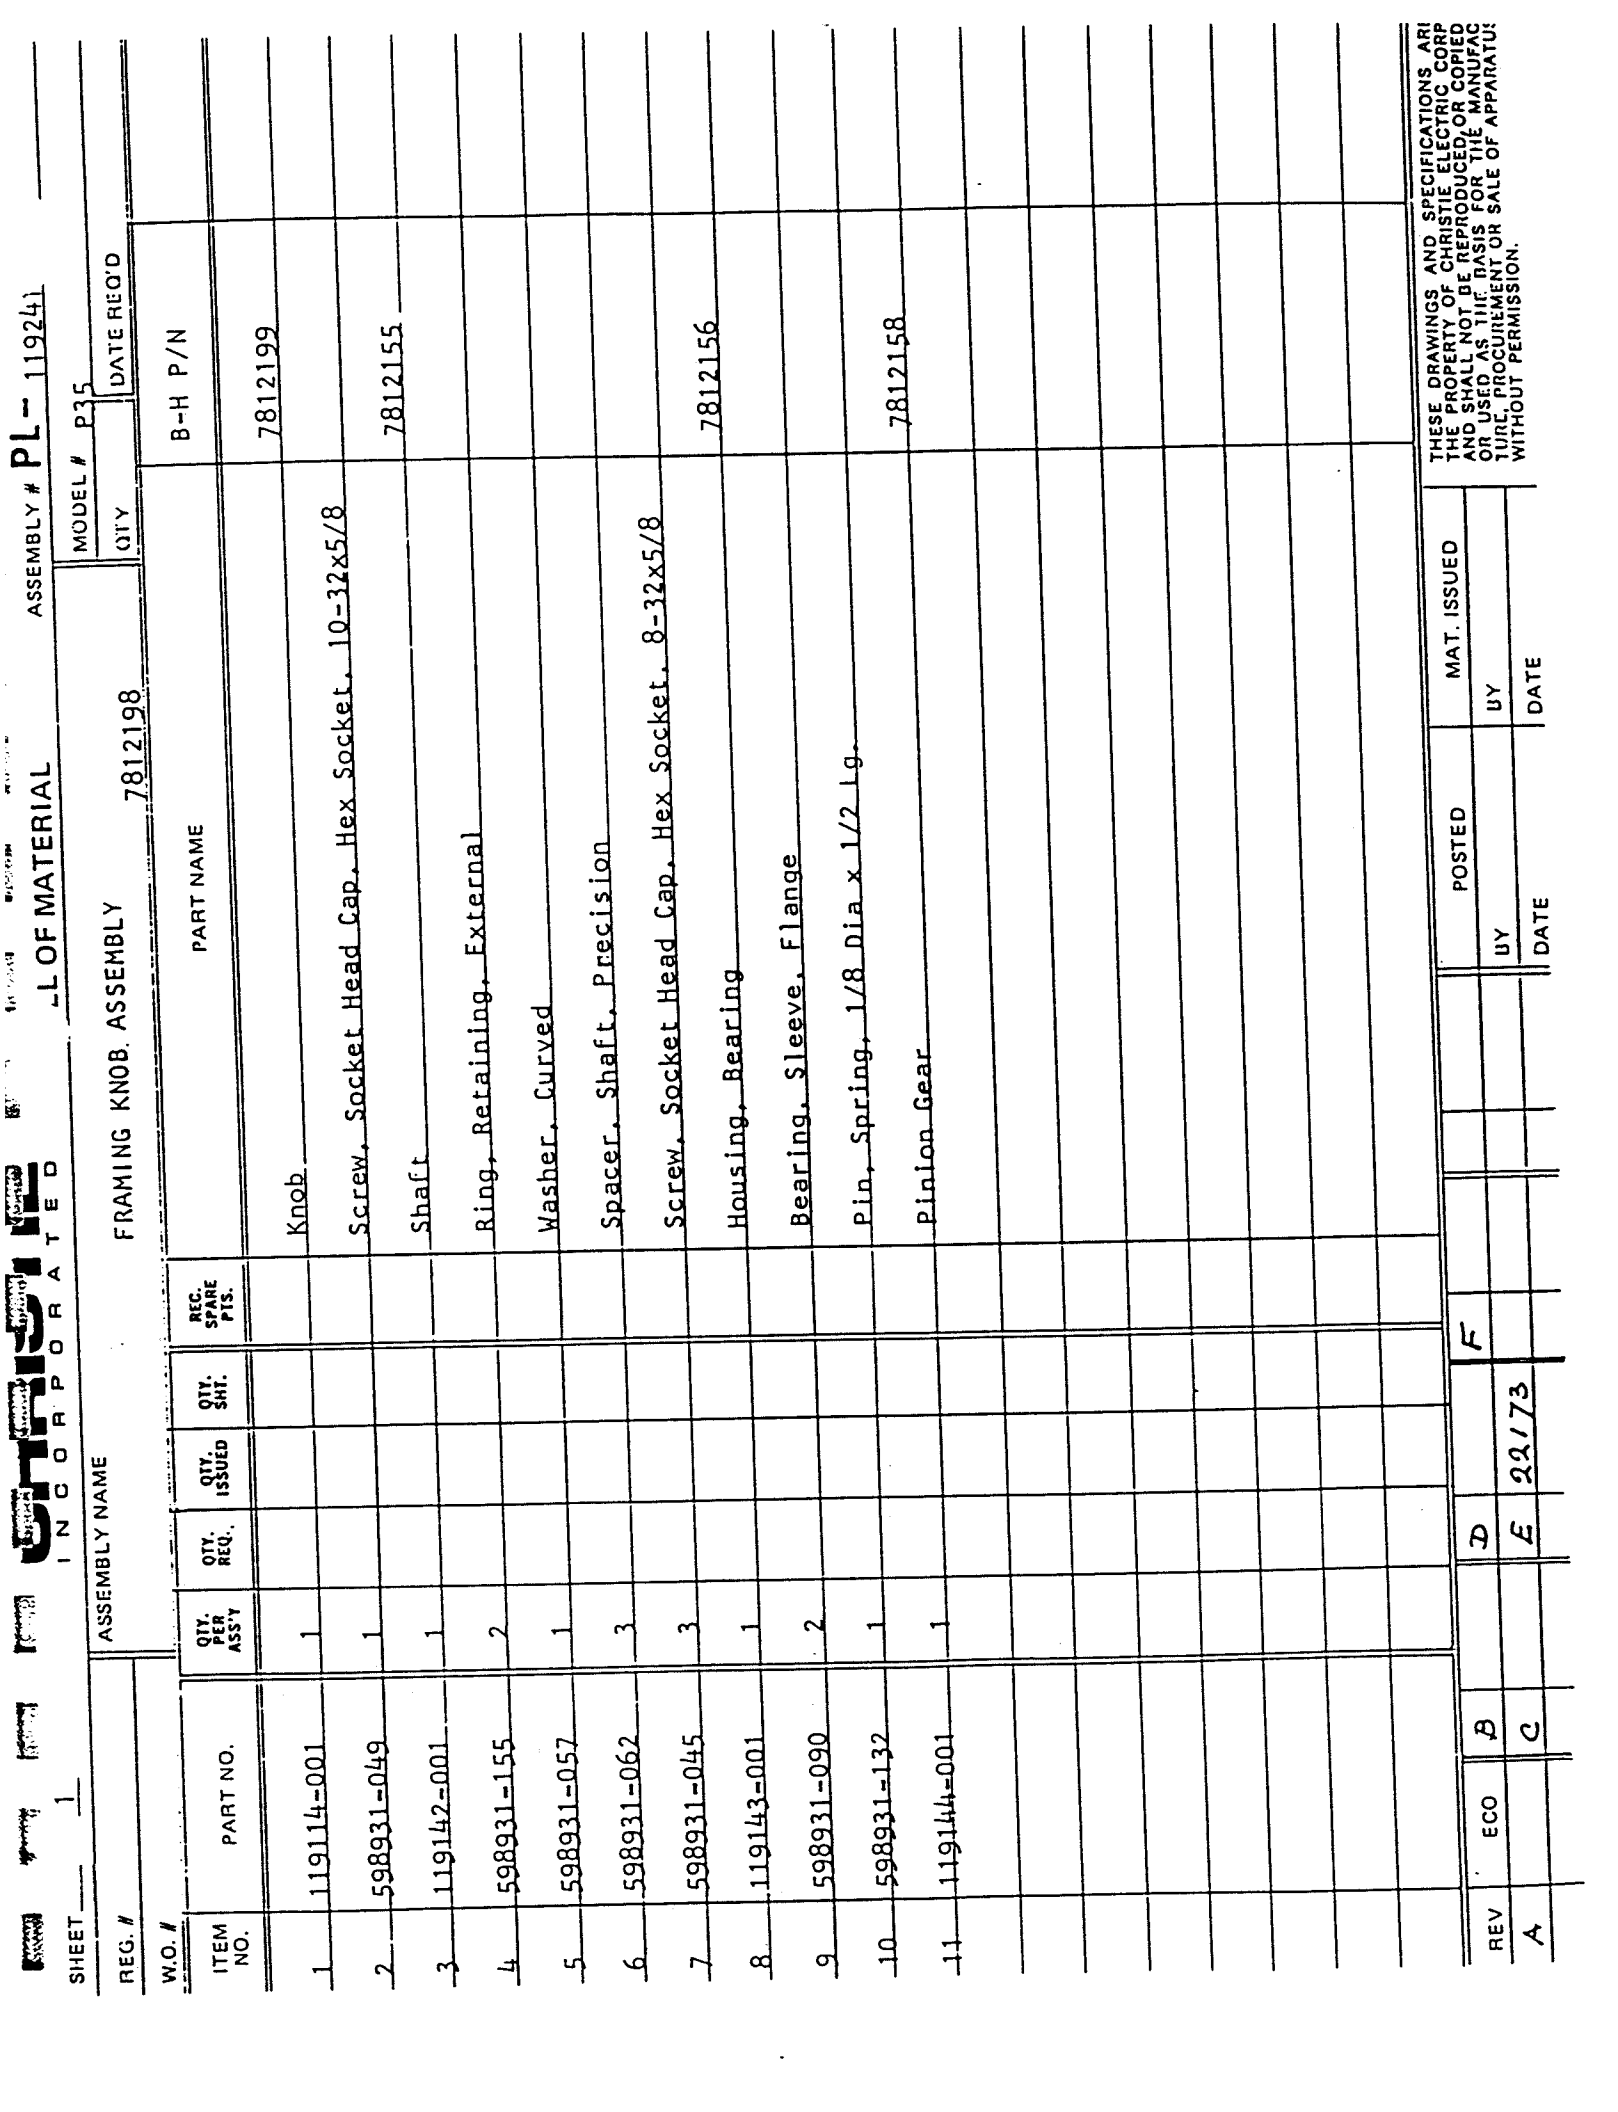 CHRISTIE
INCORPORATED
SHEET 1
LL OF MATERIAL
ASSEMBLY # PL - 119241
REG. #
ASSEMBLY NAME
FRAMING KNOB. ASSEMBLY
7812198
MODEL # P35
W.O. #
QTY
DATE REQ'D
ITEM NO. PART NO. QTY. PER ASS'Y QTY. REQ. QTY. ISSUED QTY. SHT. REC. SPARE PTS. PART NAME B-H P/N
1 119114-001 1 Knob 7812199
2 598931-049 1 Screw, Socket Head Cap, Hex Socket, 10-32x5/8
3 119142-001 1 Shaft 7812155
4 598931-155 2 Ring, Retaining, External
5 598931-057 1 Washer, Curved
6 598931-062 3 Spacer, Shaft, Precision
7 598931-045 3 Screw, Socket Head Cap, Hex Socket, 8-32x5/8
8 119143-001 1 Housing, Bearing 7812156
9 598931-090 2 Bearing, Sleeve, Flange
10 598931-132 1 Pin, Spring, 1/8 Dia x 1/2 Lg.
11 119144-001 1 Pinion Gear 7812158
REV ECO B D F
A C E 22173
POSTED
BY
DATE
MAT. ISSUED
BY
DATE
THESE DRAWINGS AND SPECIFICATIONS ARE
THE PROPERTY OF CHRISTIE ELECTRIC CORP
AND SHALL NOT BE REPRODUCED, OR COPIED
OR USED AS THE BASIS FOR THE MANUFAC
TURE, PROCUREMENT OR SALE OF APPARATUS
WITHOUT PERMISSION.